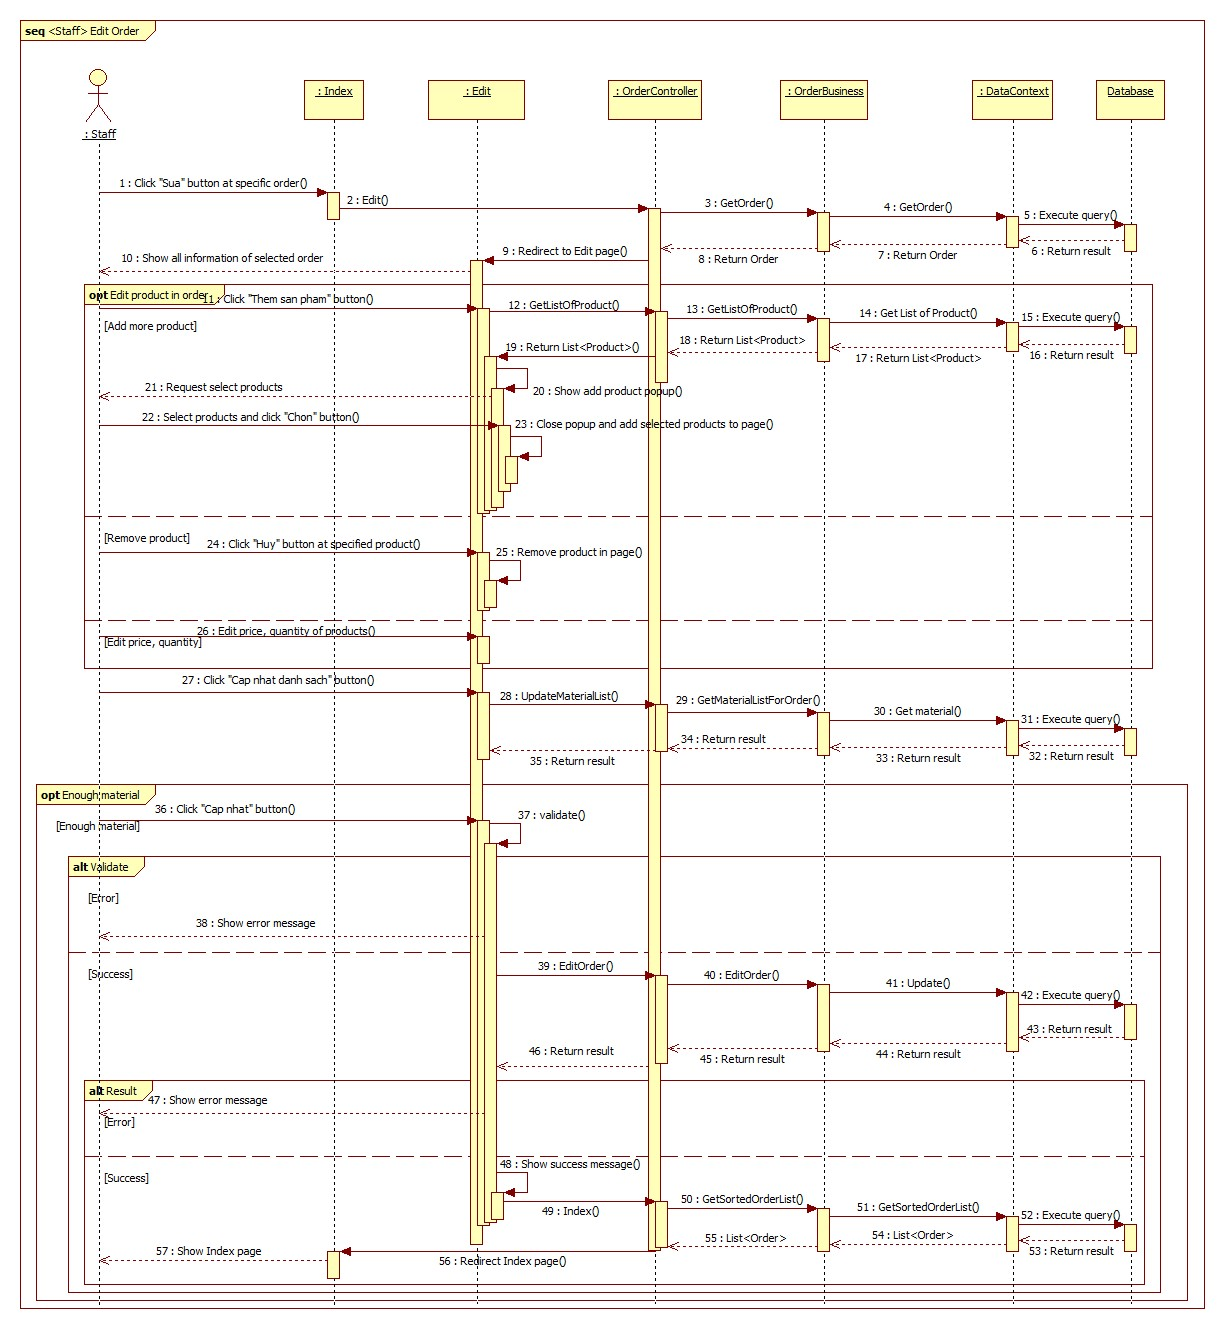 seq <Staff> Edit Order
: Staff
: Index
: Edit
: OrderController
: OrderBusiness
: DataContext
Database
1 : Click "Sua" button at specific order()
2 : Edit()
3 : GetOrder()
4 : GetOrder()
5 : Execute query()
6 : Return result
7 : Return Order
8 : Return Order
9 : Redirect to Edit page()
10 : Show all information of selected order
opt Edit product in order
11 : Click "Them san pham" button()
[Add more product]
12 : GetListOfProduct()
13 : GetListOfProduct()
14 : Get List of Product()
15 : Execute query()
16 : Return result
17 : Return List<Product>
18 : Return List<Product>
19 : Return List<Product>()
20 : Show add product popup()
21 : Request select products
22 : Select products and click "Chon" button()
23 : Close popup and add selected products to page()
[Remove product]
24 : Click "Huy" button at specified product()
25 : Remove product in page()
26 : Edit price, quantity of products()
[Edit price, quantity]
27 : Click "Cap nhat danh sach" button()
28 : UpdateMaterialList()
29 : GetMaterialListForOrder()
30 : Get material()
31 : Execute query()
32 : Return result
33 : Return result
34 : Return result
35 : Return result
opt Enough material
36 : Click "Cap nhat" button()
[Enough material]
37 : validate()
alt Validate
[Error]
38 : Show error message
[Success]
39 : EditOrder()
40 : EditOrder()
41 : Update()
42 : Execute query()
43 : Return result
44 : Return result
45 : Return result
46 : Return result
alt Result
47 : Show error message
[Error]
[Success]
48 : Show success message()
49 : Index()
50 : GetSortedOrderList()
51 : GetSortedOrderList()
52 : Execute query()
53 : Return result
54 : List<Order>
55 : List<Order>
56 : Redirect Index page()
57 : Show Index page